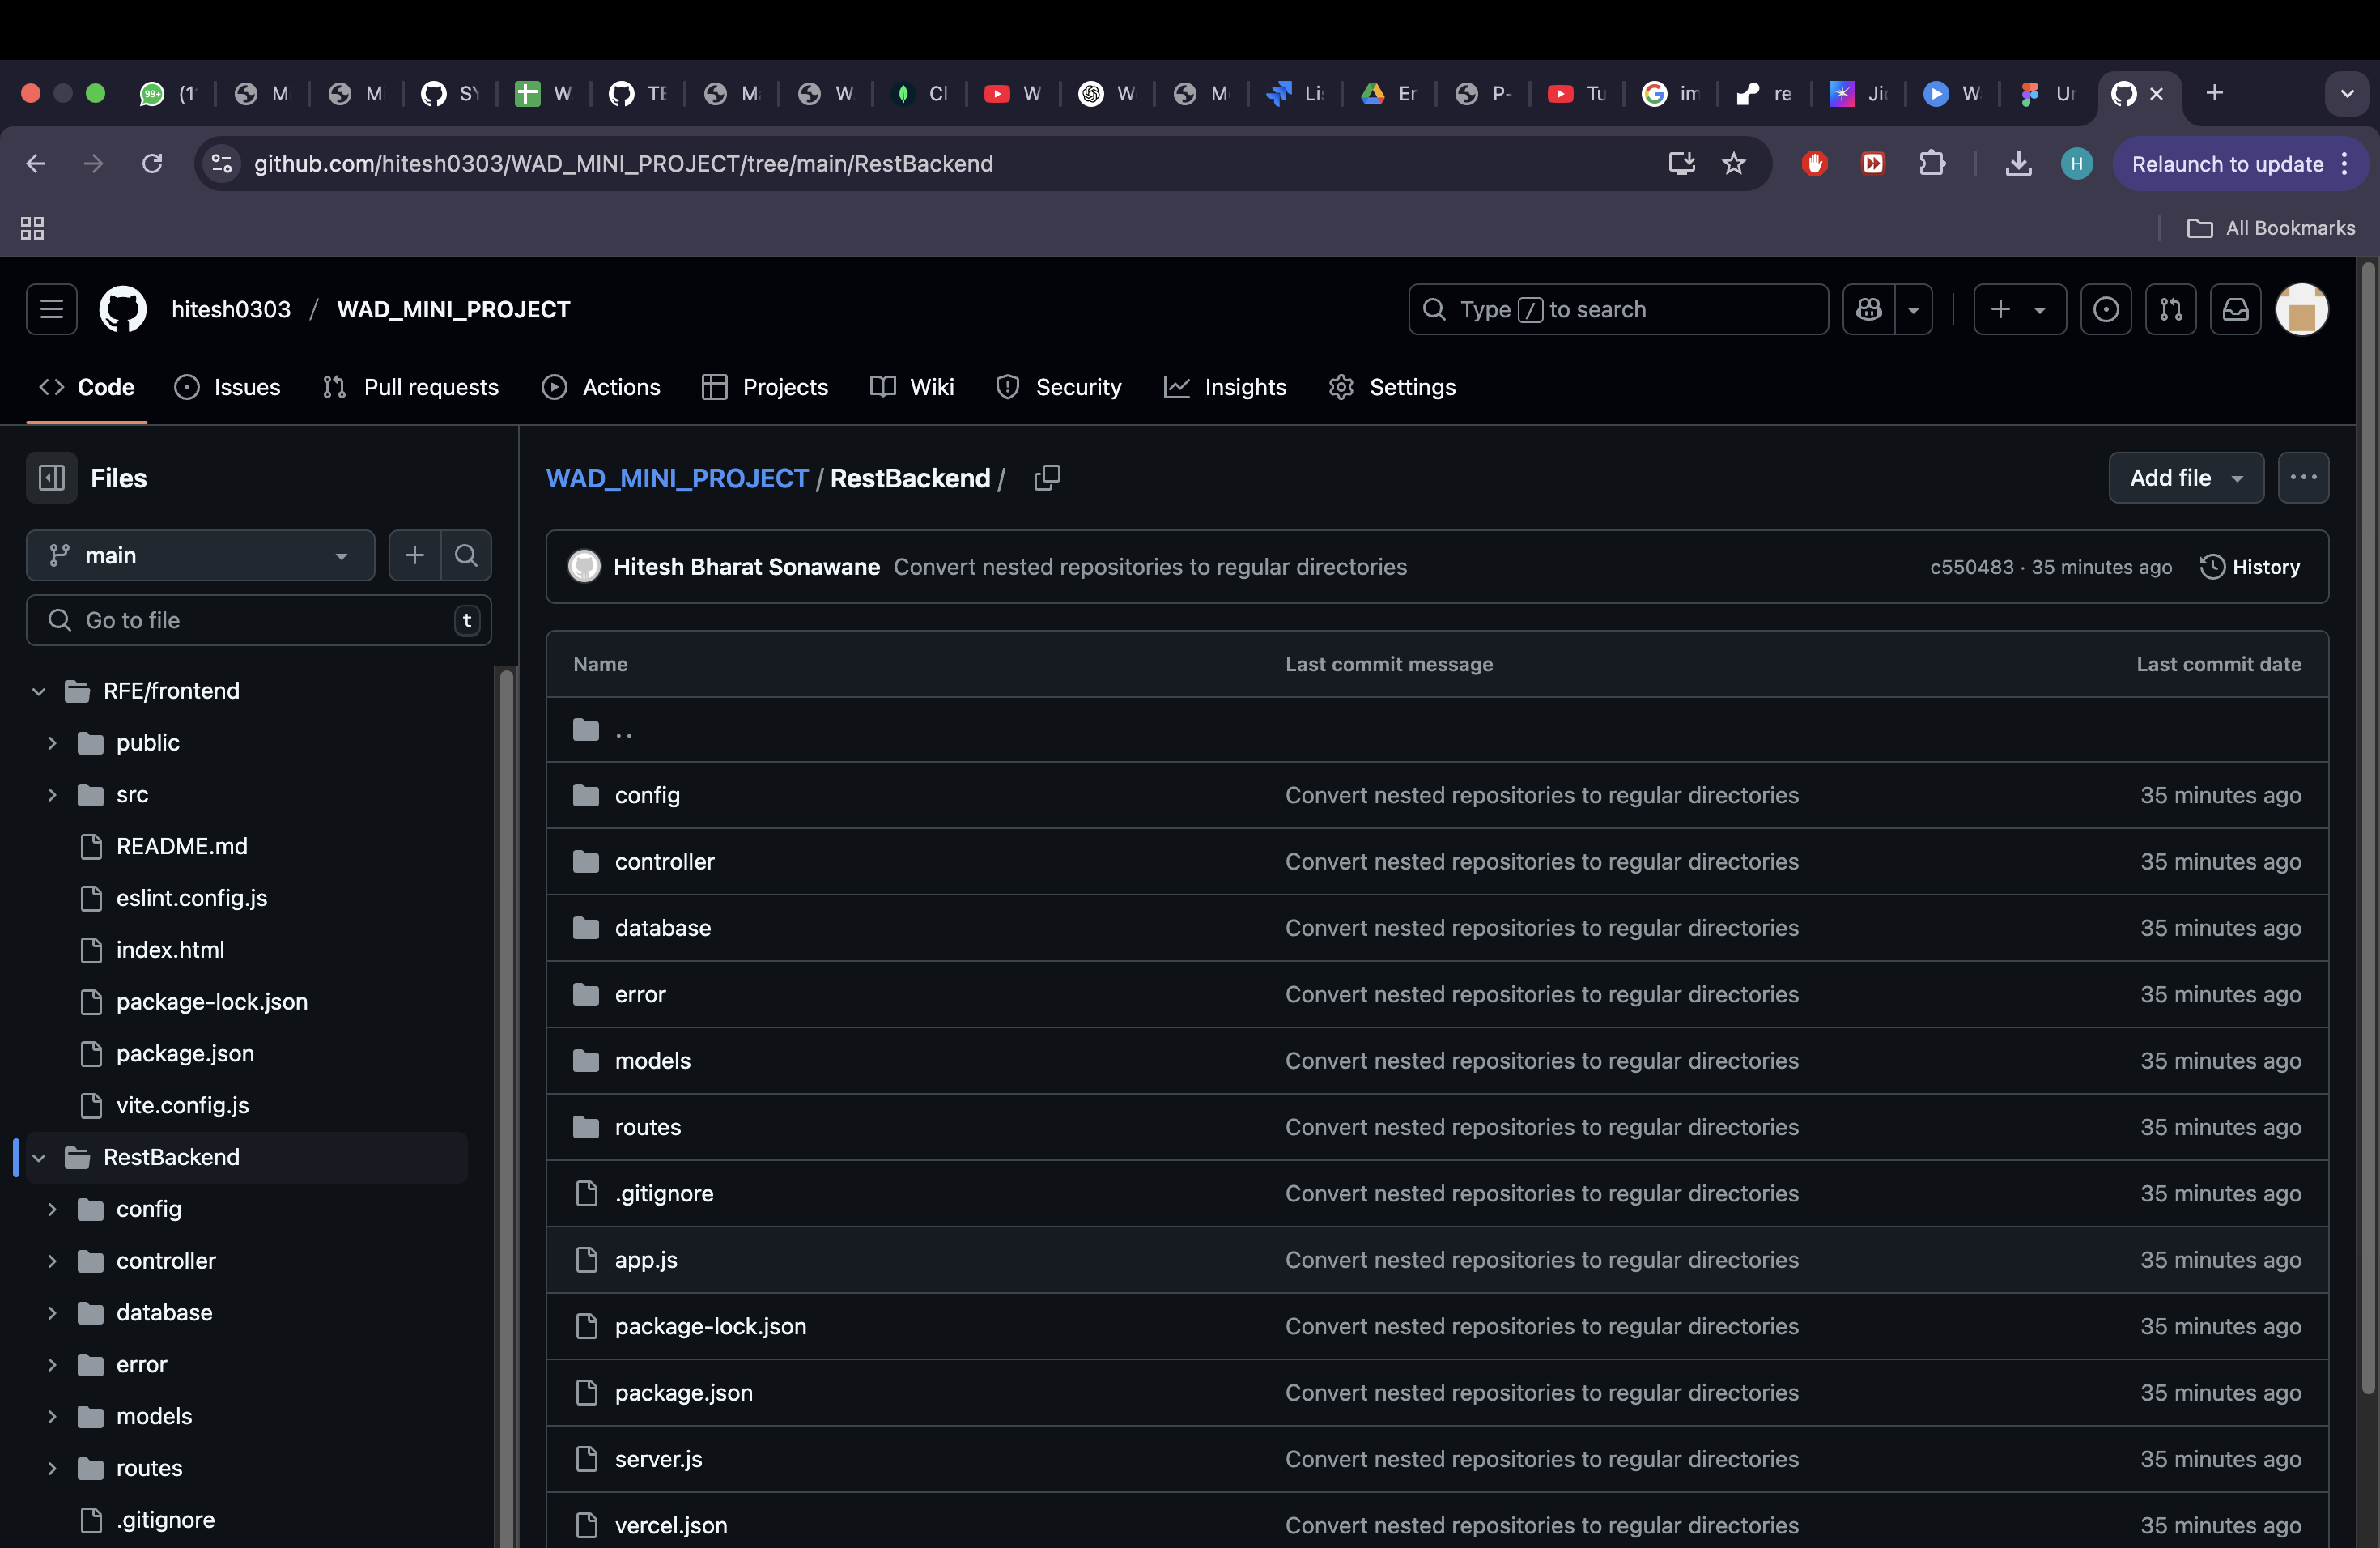 (1 M M SY W TE M W Cl W W M Li Er P- Tu im re Ji W Un
github.com/hitesh0303/WAD_MINI_PROJECT/tree/main/RestBackend
H
Relaunch to update
All Bookmarks
hitesh0303 / WAD_MINI_PROJECT
Type / to search
Code Issues Pull requests Actions Projects Wiki Security Insights Settings
Files
main
Go to file t
RFE/frontend
public
src
README.md
eslint.config.js
index.html
package-lock.json
package.json
vite.config.js
RestBackend
config
controller
database
error
models
routes
.gitignore
WAD_MINI_PROJECT / RestBackend /
Add file
Hitesh Bharat Sonawane Convert nested repositories to regular directories c550483 · 35 minutes ago History
Name Last commit message Last commit date
..
config Convert nested repositories to regular directories 35 minutes ago
controller Convert nested repositories to regular directories 35 minutes ago
database Convert nested repositories to regular directories 35 minutes ago
error Convert nested repositories to regular directories 35 minutes ago
models Convert nested repositories to regular directories 35 minutes ago
routes Convert nested repositories to regular directories 35 minutes ago
.gitignore Convert nested repositories to regular directories 35 minutes ago
app.js Convert nested repositories to regular directories 35 minutes ago
package-lock.json Convert nested repositories to regular directories 35 minutes ago
package.json Convert nested repositories to regular directories 35 minutes ago
server.js Convert nested repositories to regular directories 35 minutes ago
vercel.json Convert nested repositories to regular directories 35 minutes ago